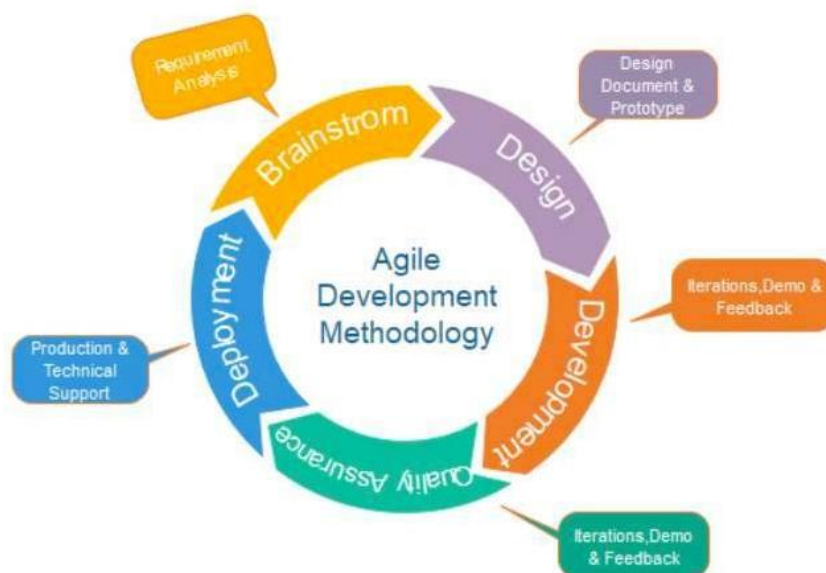 Requirement
Analysis
Brainstrom
Design
Document &
Prototype
Design
Iterations,Demo &
Feedback
Development
Iterations,Demo
& Feedback
Quality Assurance
Production &
Technical
Support
Deployment
Agile
Development
Methodology